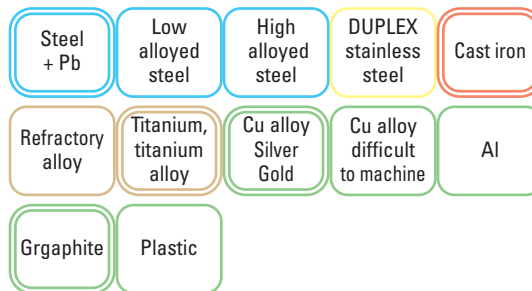 Steel
+ Pb
Low
alloyed
steel
High
alloyed
steel
DUPLEX
stainless
steel
Cast iron
Refractory
alloy
Titanium,
titanium
alloy
Cu alloy
Silver
Gold
Cu alloy
difficult
to machine
Al
Grgaphite
Plastic